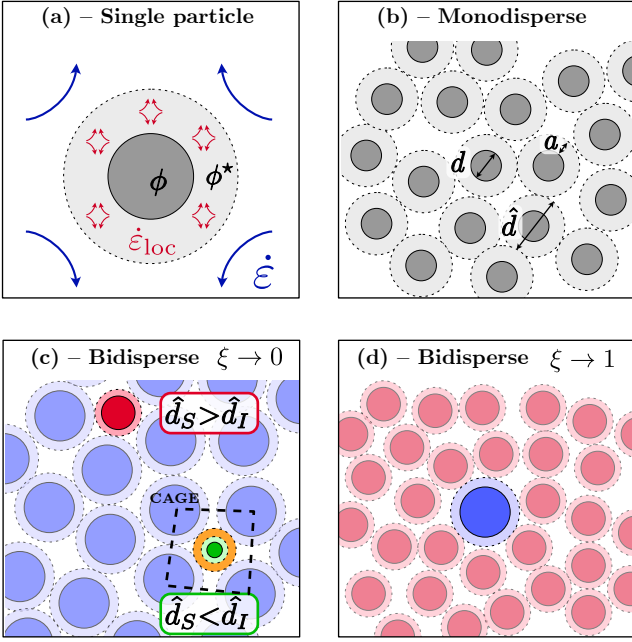 (a) – Single particle
ϕ
ϕ★
ε̇loc
ε̇
(b) – Monodisperse
a
d
d̂
(c) – Bidisperse ξ → 0
d̂S>d̂I
CAGE
d̂S<d̂I
(d) – Bidisperse ξ → 1